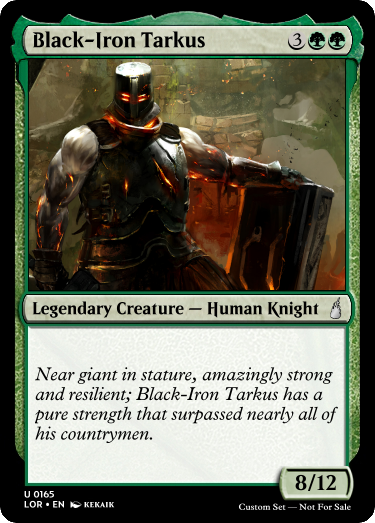 Black-Iron Tarkus 3
Legendary Creature — Human Knight
Near giant in stature, amazingly strong
and resilient; Black-Iron Tarkus has a
pure strength that surpassed nearly all of
his countrymen.
8/12
U 0165
LOR • EN KEKAIK
Custom Set — Not For Sale